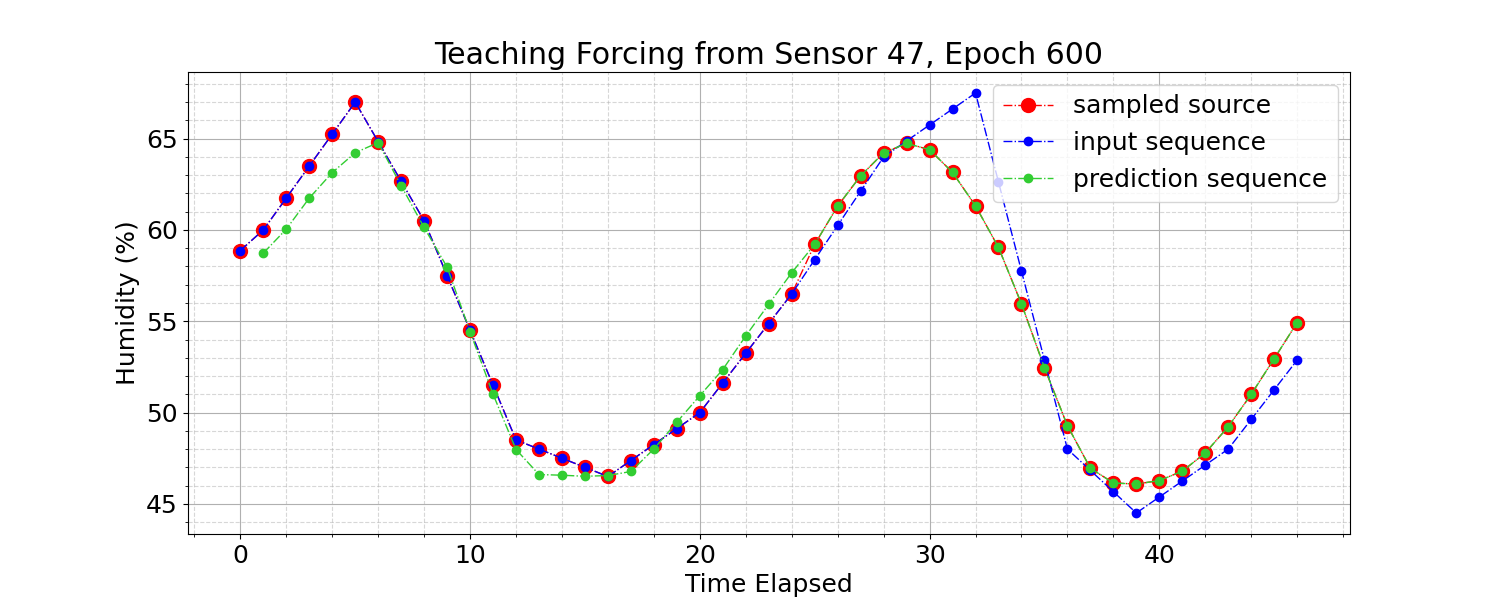 Teaching Forcing from Sensor 47, Epoch 600
sampled source
input sequence
prediction sequence
Humidity (%)
65
60
55
50
45
0 10 20 30 40
Time Elapsed